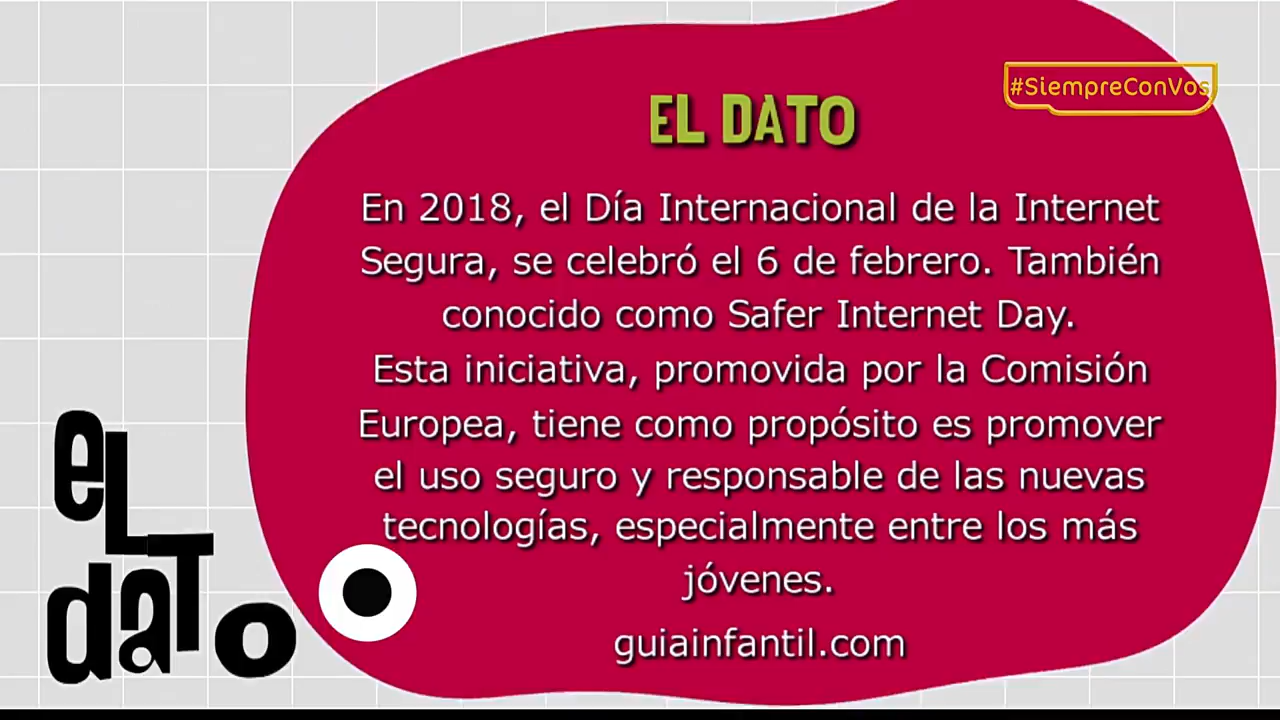 #SiempreConVos
EL DATO
En 2018, el Día Internacional de la Internet
Segura, se celebró el 6 de febrero. También
conocido como Safer Internet Day.
Esta iniciativa, promovida por la Comisión
Europea, tiene como propósito es promover
el uso seguro y responsable de las nuevas
tecnologías, especialmente entre los más
jóvenes.
guiainfantil.com
eL
daTo